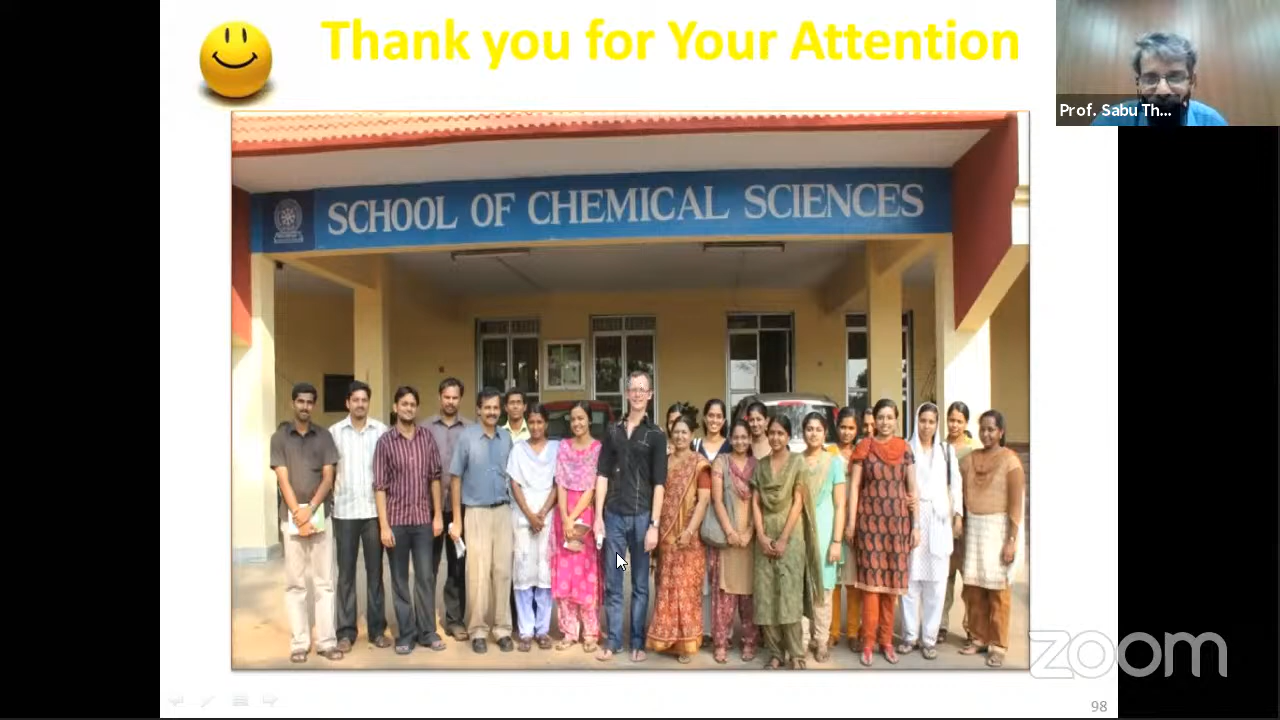 Thank you for Your Attention
Prof. Sabu Th...
SCHOOL OF CHEMICAL SCIENCES
zoom
98